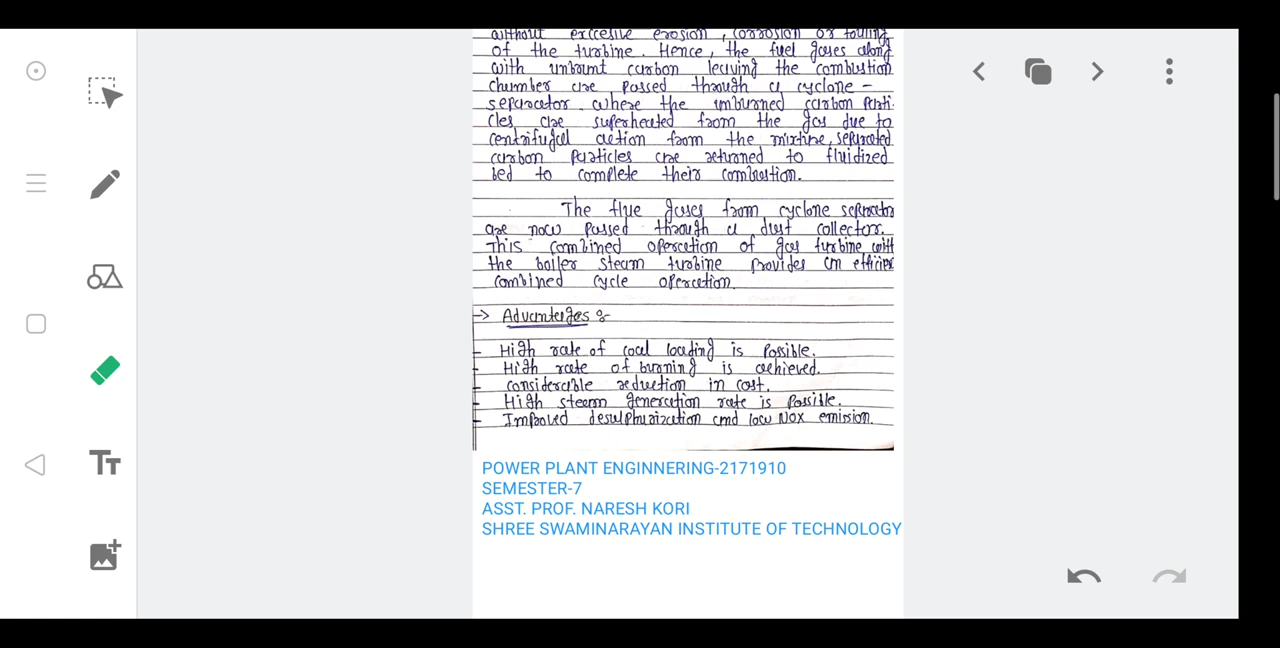 without excessive erosion, corrosion or fouling
of the turbine. Hence, the fuel gases along
with unburnt carbon leaving the combustion
chamber are passed through a cyclone -
separator where the unburned carbon parti-
cles are superheated from the gas due to
centrifugal action from the mixture, separated
carbon particles are returned to fluidized
bed to complete their combustion.
The flue gases from cyclone separator
are now passed through a dust collector.
This combined operation of gas turbine with
the boiler steam turbine provides an efficient
combined cycle operation.
-> Advantages :-
- High rate of coal loading is possible.
- High rate of burning is achieved.
- considerable reduction in cost.
- High steam generation rate is possible.
- Improved desulphurization and low NOX emission.
POWER PLANT ENGINNERING-2171910
SEMESTER-7
ASST. PROF. NARESH KORI
SHREE SWAMINARAYAN INSTITUTE OF TECHNOLOGY
TT